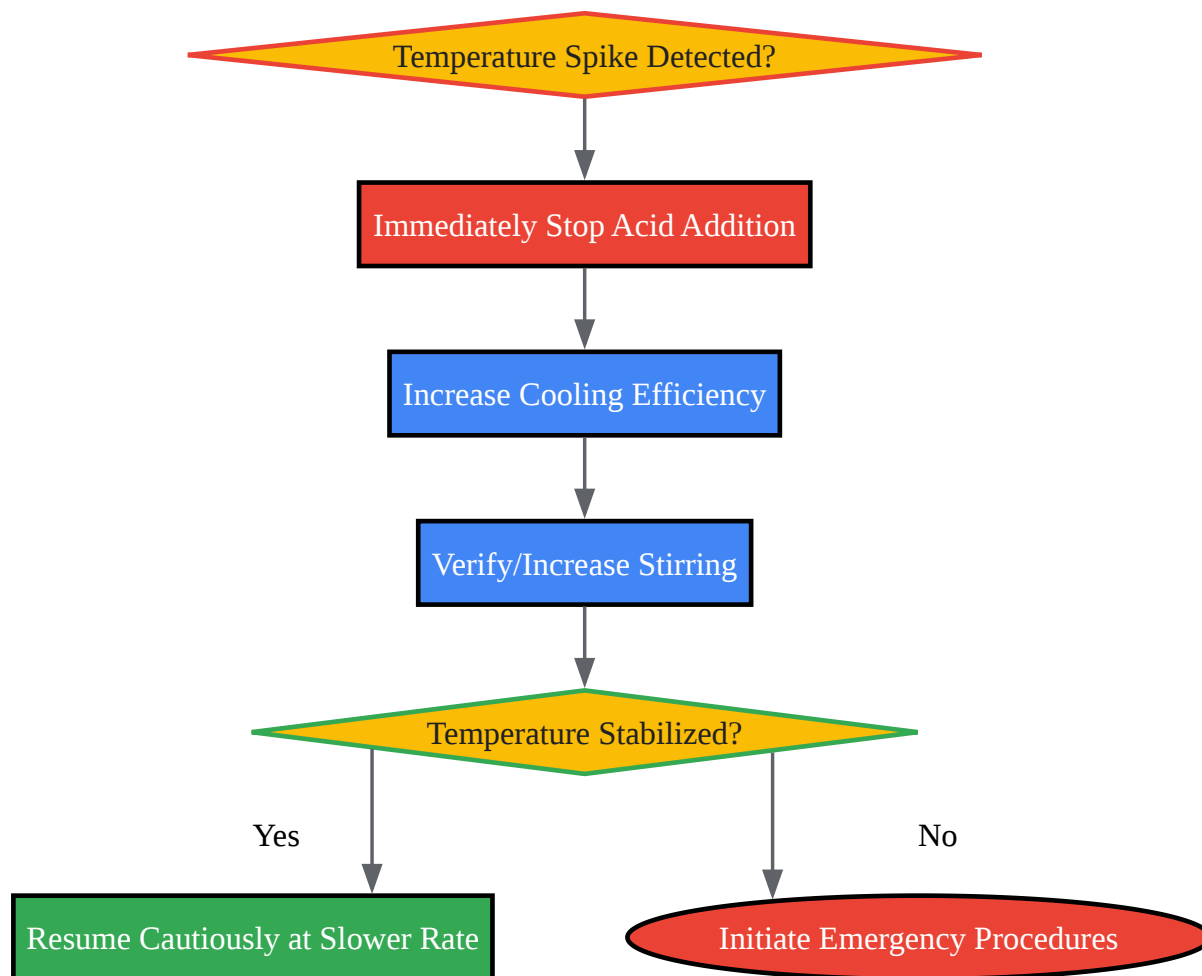 Temperature Spike Detected?
Immediately Stop Acid Addition
Increase Cooling Efficiency
Verify/Increase Stirring
Temperature Stabilized?
Yes
No
Resume Cautiously at Slower Rate
Initiate Emergency Procedures